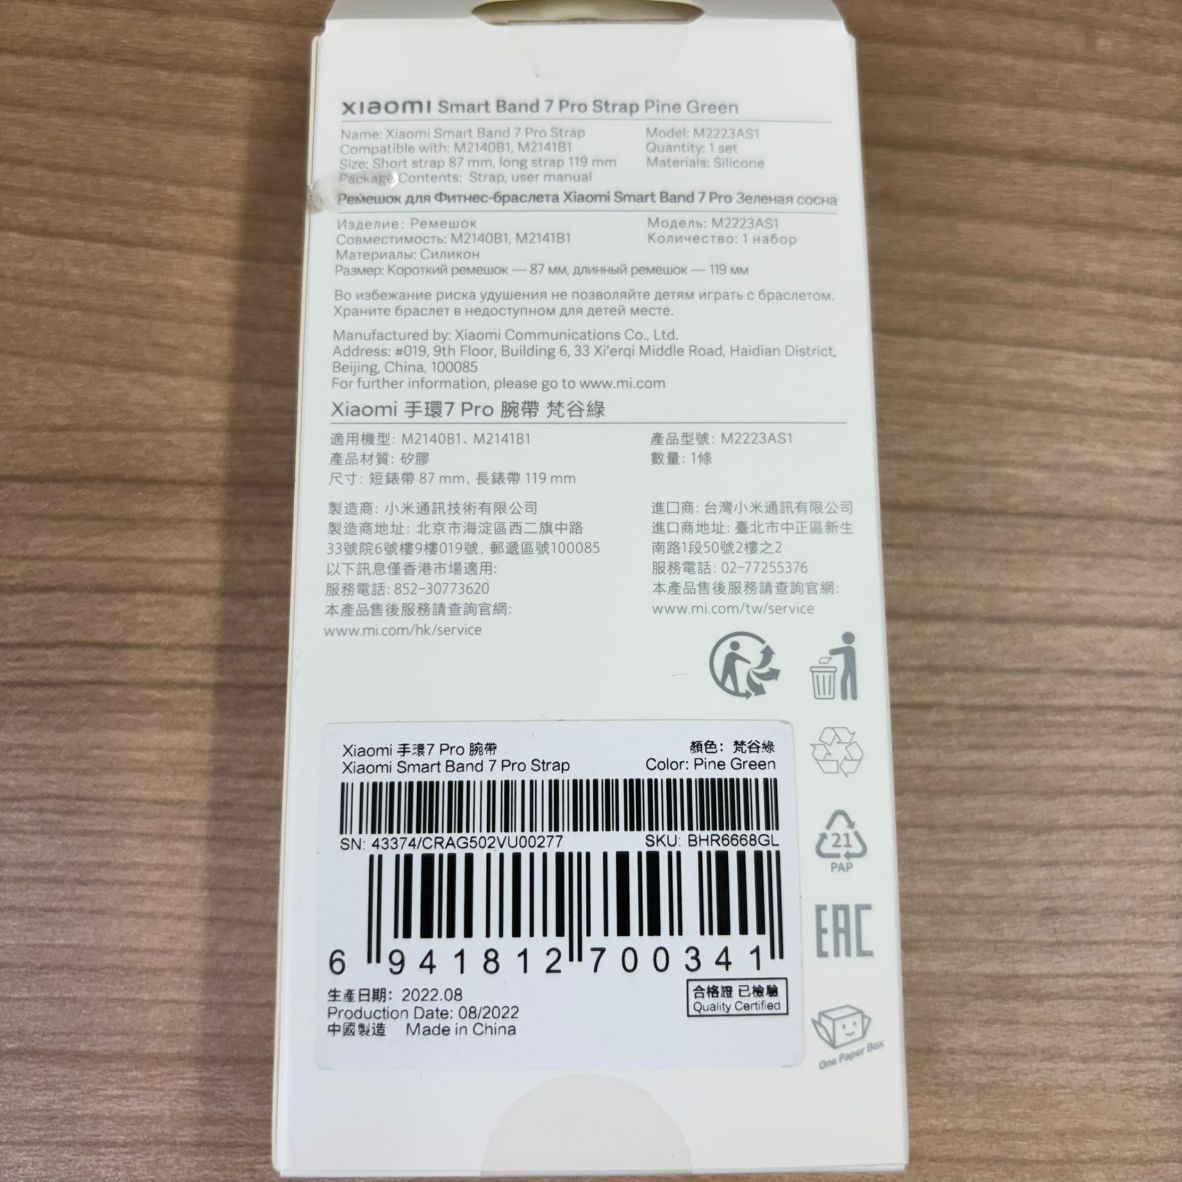 xiaomi Smart Band 7 Pro Strap Pine Green
Name: Xiaomi Smart Band 7 Pro Strap
Model: M2223AS1
Compatible with: M2140B1, M2141B1
Quantity: 1 set
Size: Short strap 87 mm, long strap 119 mm
Materials: Silicone
Package Contents: Strap, user manual
Ремешок для Фитнес-браслета Xiaomi Smart Band 7 Pro Зеленая сосна
Изделие: Ремешок
Модель: M2223AS1
Совместимость: M2140B1, M2141B1
Количество: 1 набор
Материалы: Силикон
Размер: Короткий ремешок — 87 мм, длинный ремешок — 119 мм
Во избежание риска удушения не позволяйте детям играть с браслетом.
Храните браслет в недоступном для детей месте.
Manufactured by: Xiaomi Communications Co., Ltd.
Address: #019, 9th Floor, Building 6, 33 Xi'erqi Middle Road, Haidian District,
Beijing, China, 100085
For further information, please go to www.mi.com
Xiaomi 手環7 Pro 腕帶 梵谷綠
適用機型: M2140B1、M2141B1
產品型號: M2223AS1
產品材質: 矽膠
數量: 1條
尺寸: 短錶帶 87 mm, 長錶帶 119 mm
製造商: 小米通訊技術有限公司
製造商地址: 北京市海淀區西二旗中路
33號院6號樓9樓019號, 郵遞區號100085
以下訊息僅香港市場適用:
服務電話: 852-30773620
本產品售後服務請查詢官網:
www.mi.com/hk/service
進口商: 台灣小米通訊有限公司
進口商地址: 臺北市中正區新生
南路1段50號2樓之2
服務電話: 02-77255376
本產品售後服務請查詢官網:
www.mi.com/tw/service
Xiaomi 手環7 Pro 腕帶
顏色: 梵谷綠
Xiaomi Smart Band 7 Pro Strap
Color: Pine Green
SN: 43374/CRAG502VU00277
SKU: BHR6668GL
6 941812 700341
生產日期: 2022.08
Production Date: 08/2022
中國製造 Made in China
合格證 已檢驗
Quality Certified
21
PAP
EAC
One Paper Box